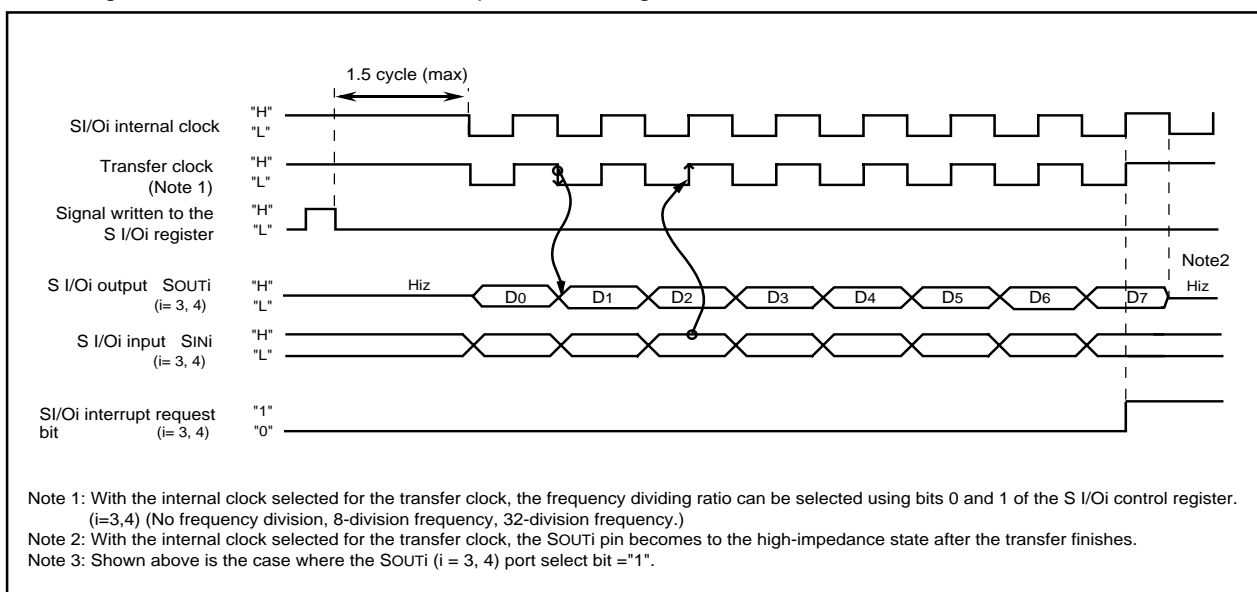 1.5 cycle (max)
SI/Oi internal clock "H"
"L"
Transfer clock "H"
(Note 1) "L"
Signal written to the "H"
S I/Oi register "L"
Note2
S I/Oi output SOUTi "H" Hiz D0 D1 D2 D3 D4 D5 D6 D7 Hiz
(i= 3, 4) "L"
S I/Oi input SINi "H"
(i= 3, 4) "L"
SI/Oi interrupt request "1"
bit (i= 3, 4) "0"
Note 1: With the internal clock selected for the transfer clock, the frequency dividing ratio can be selected using bits 0 and 1 of the S I/Oi control register.
(i=3,4) (No frequency division, 8-division frequency, 32-division frequency.)
Note 2: With the internal clock selected for the transfer clock, the SOUTi pin becomes to the high-impedance state after the transfer finishes.
Note 3: Shown above is the case where the SOUTi (i = 3, 4) port select bit ="1".